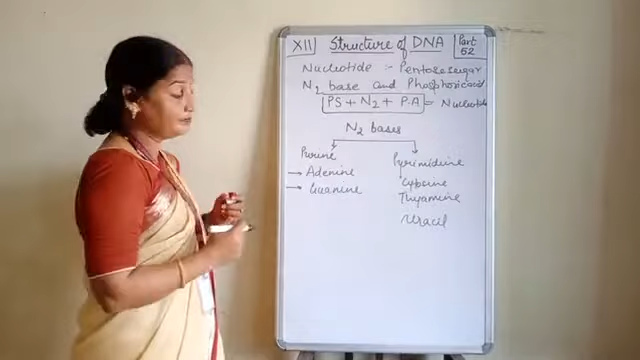 XII Structure of DNA Part 52
Nucleotide :- Pentose sugar
N2 base and Phosphoric acid
PS + N2 + P.A = Nucleotide
N2 bases
Purine Pyrimidine
→ Adenine Cytosine
→ Guanine Thyamine
Uracil